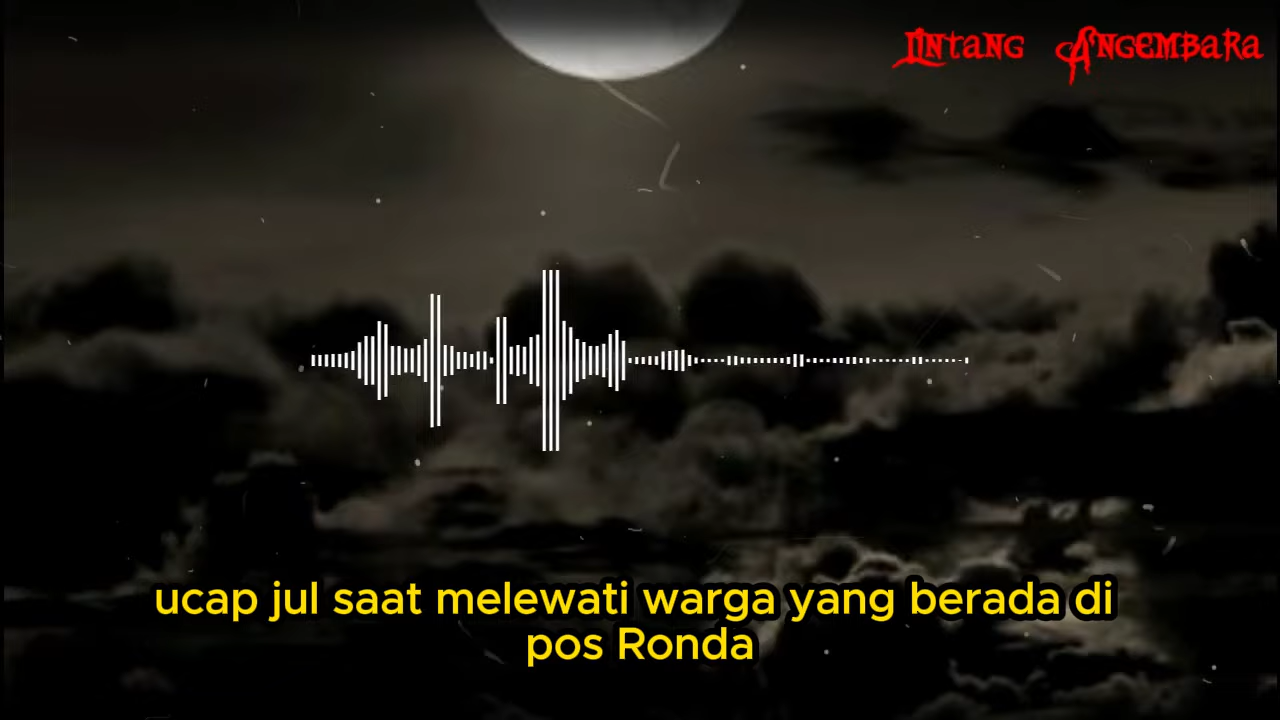 Lintang Angembara
ucap jul saat melewati warga yang berada di
pos Ronda